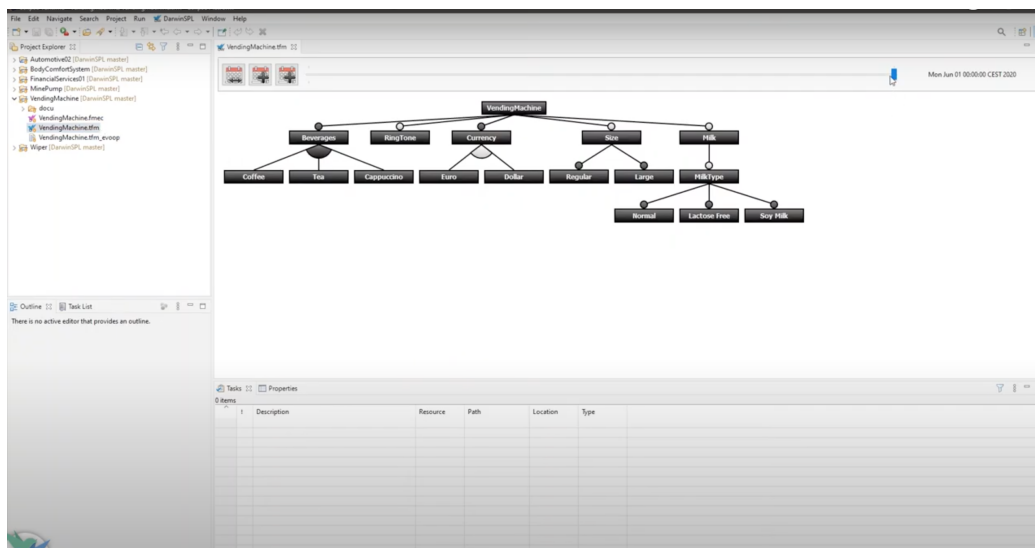 File Edit Navigate Search Project Run DarwinSPL Window Help
Project Explorer
VendingMachine.tfm
Automotive02 [DarwinSPL master]
BodyComfortSystem [DarwinSPL master]
FinancialServices01 [DarwinSPL master]
MinePump [DarwinSPL master]
VendingMachine [DarwinSPL master]
docu
VendingMachine.fmec
VendingMachine.tfm
VendingMachine.tfm_evoop
Wiper [DarwinSPL master]
Mon Jun 01 00:00:00 CEST 2020
VendingMachine
Beverages RingTone Currency Size Milk
Coffee Tea Cappuccino Euro Dollar Regular Large MilkType
Normal Lactose Free Soy Milk
Outline Task List
There is no active editor that provides an outline.
Tasks Properties
0 items
! Description Resource Path Location Type